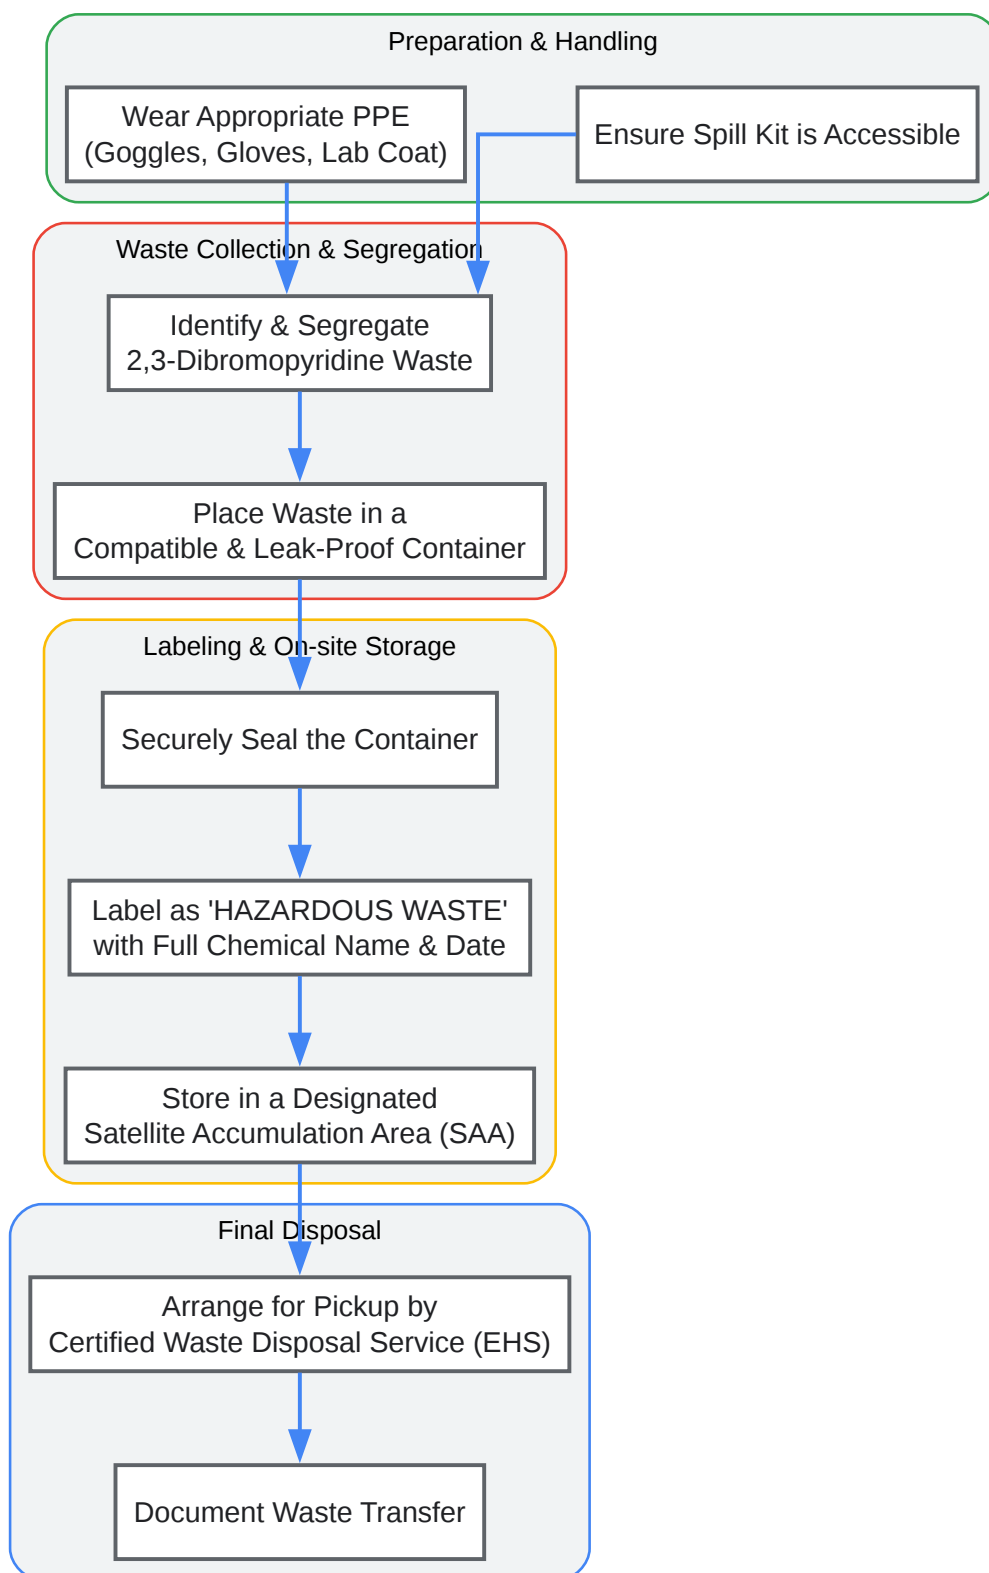 Preparation & Handling
Wear Appropriate PPE
(Goggles, Gloves, Lab Coat)
Ensure Spill Kit is Accessible
Waste Collection & Segregation
Identify & Segregate
2,3-Dibromopyridine Waste
Place Waste in a
Compatible & Leak-Proof Container
Labeling & On-site Storage
Securely Seal the Container
Label as 'HAZARDOUS WASTE'
with Full Chemical Name & Date
Store in a Designated
Satellite Accumulation Area (SAA)
Final Disposal
Arrange for Pickup by
Certified Waste Disposal Service (EHS)
Document Waste Transfer